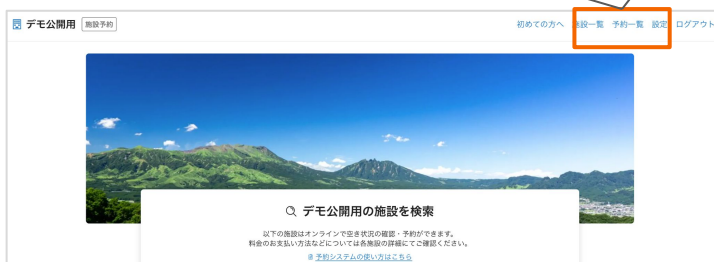 デモ公開用 施設予約 初めての方へ 施設一覧 予約一覧 設定 ログアウト
デモ公開用の施設を検索
以下の施設はオンラインで空き状況の確認・予約ができます。
料金のお支払い方法などについては各施設の詳細にてご確認ください。
予約システムの使い方はこちら